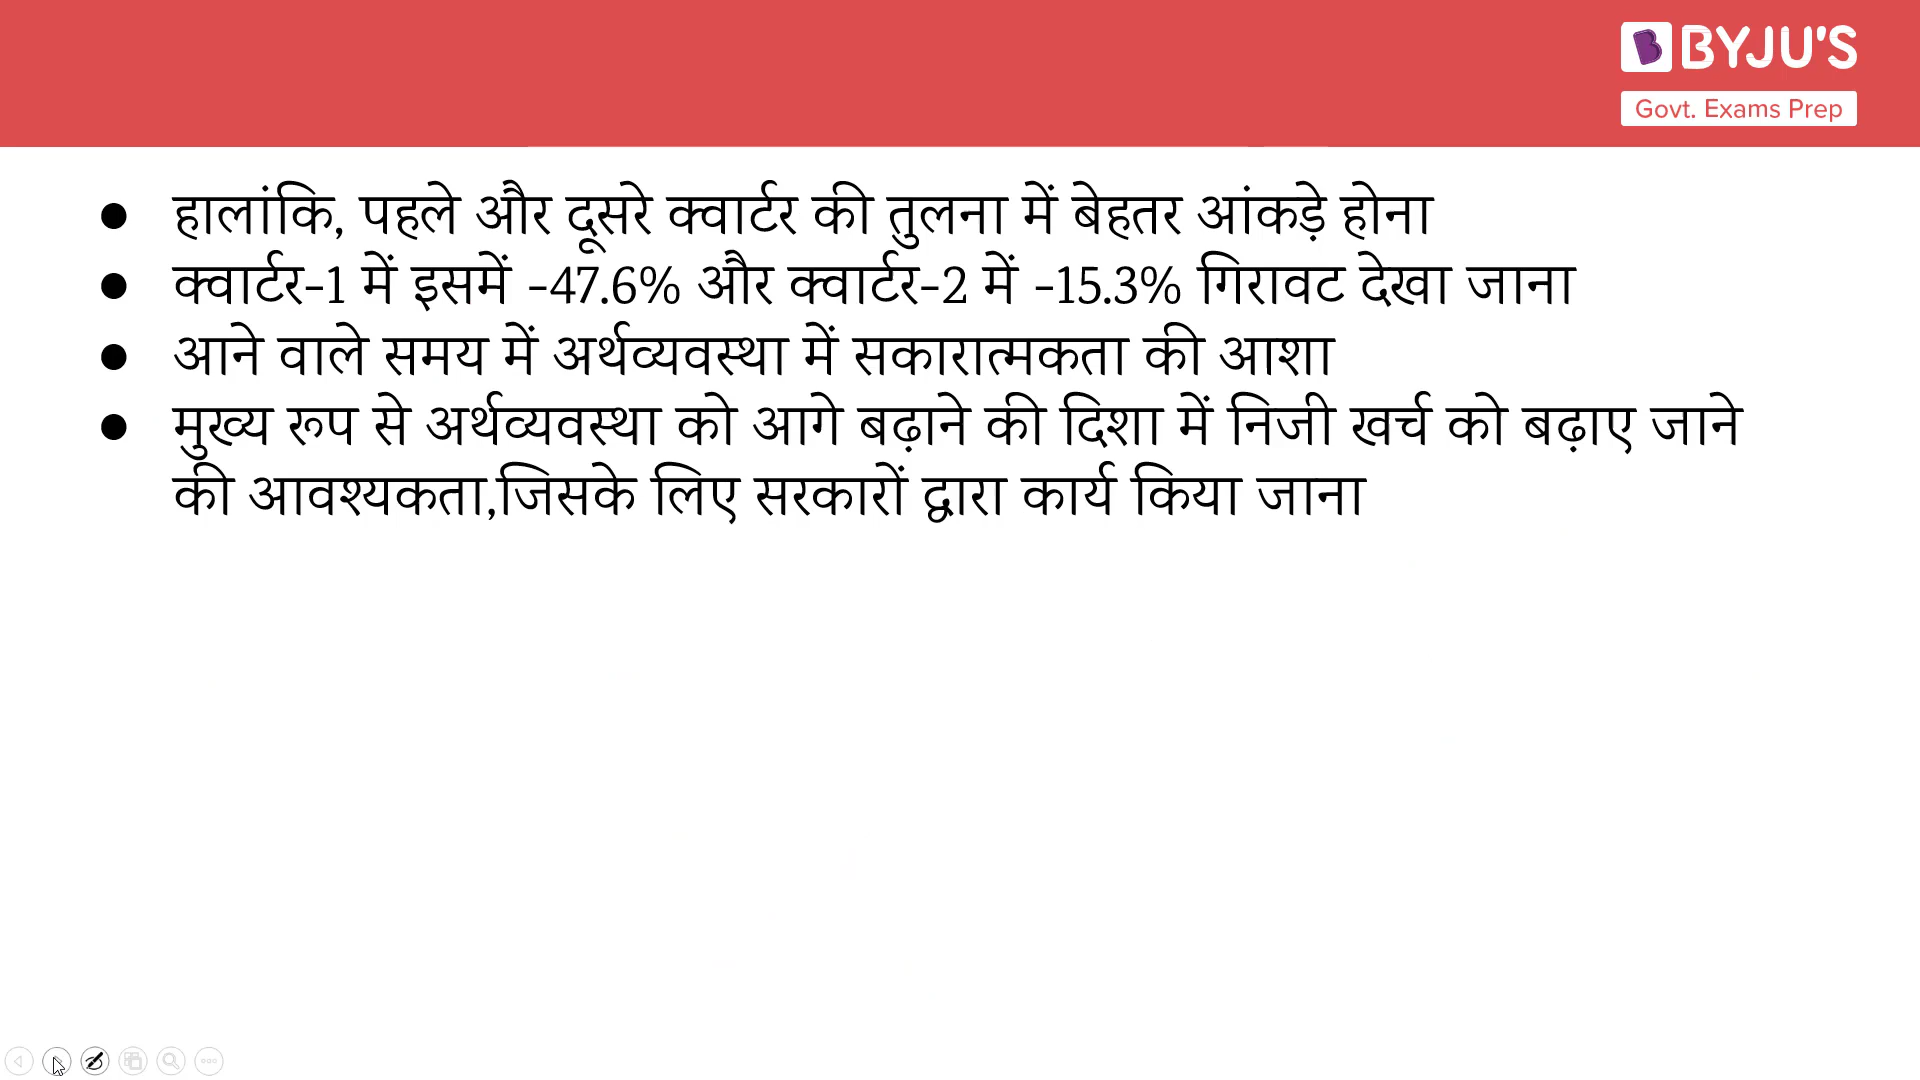 BYJU'S
Govt. Exams Prep
● हालांकि, पहले और दूसरे क्वार्टर की तुलना में बेहतर आंकड़े होना
● क्वार्टर-1 में इसमें -47.6% और क्वार्टर-2 में -15.3% गिरावट देखा जाना
● आने वाले समय में अर्थव्यवस्था में सकारात्मकता की आशा
● मुख्य रूप से अर्थव्यवस्था को आगे बढ़ाने की दिशा में निजी खर्च को बढ़ाए जाने
की आवश्यकता,जिसके लिए सरकारों द्वारा कार्य किया जाना